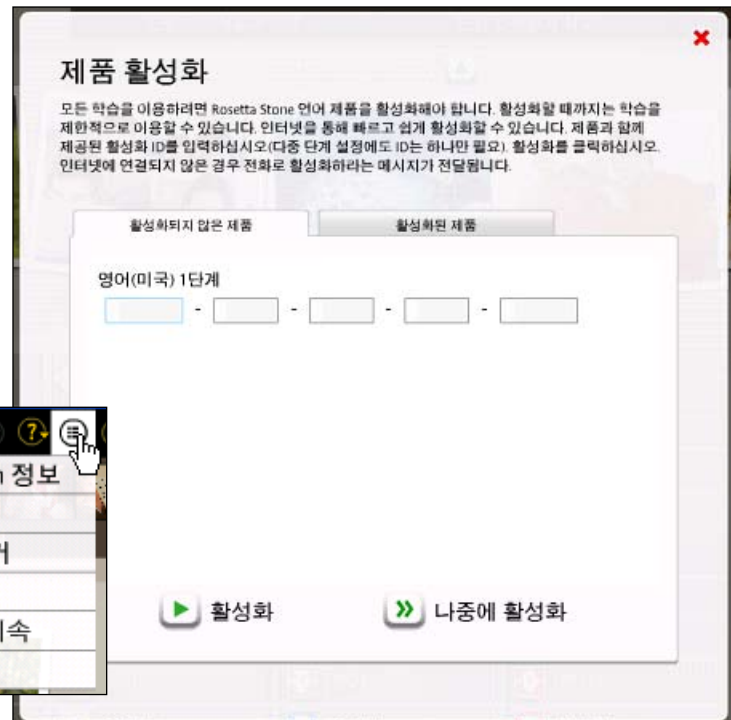 제품 활성화
모든 학습을 이용하려면 Rosetta Stone 언어 제품을 활성화해야 합니다. 활성화할 때까지는 학습을
제한적으로 이용할 수 있습니다. 인터넷을 통해 빠르고 쉽게 활성화할 수 있습니다. 제품과 함께
제공된 활성화 ID를 입력하십시오(다중 단계 설정에도 ID는 하나만 필요). 활성화를 클릭하십시오.
인터넷에 연결되지 않은 경우 전화로 활성화하라는 메시지가 전달됩니다.
활성화되지 않은 제품 활성화된 제품
영어(미국) 1단계
- - - -
?
정보
속
활성화 나중에 활성화